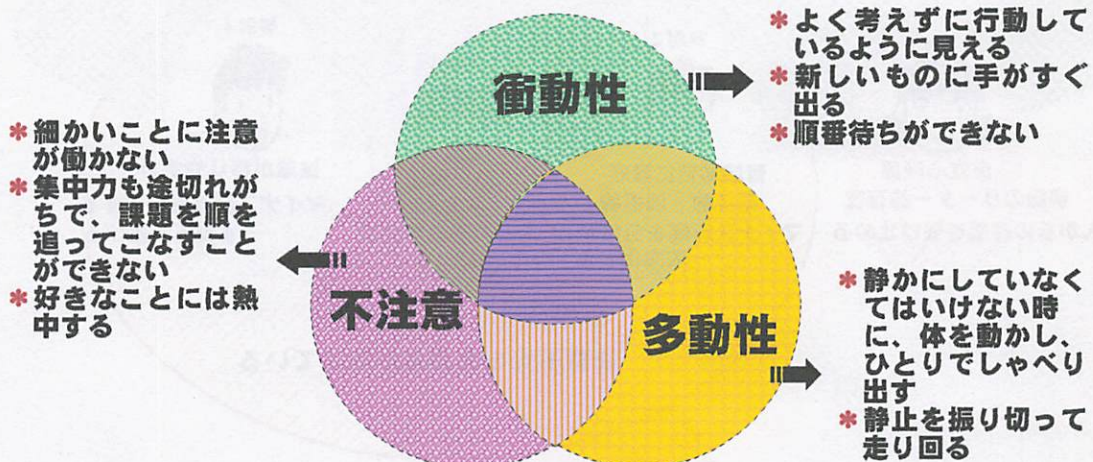 衝動性
*よく考えずに行動して
いるように見える
*新しいものに手がすぐ
出る
*順番待ちができない
*細かいことに注意
が働かない
*集中力も途切れが
ちで、課題を順を
追ってこなすこと
ができない
*好きなことには熱
中する
不注意
多動性
*静かにしていなく
てはいけない時
に、体を動かし、
ひとりでしゃべり
出す
*静止を振り切って
走り回る